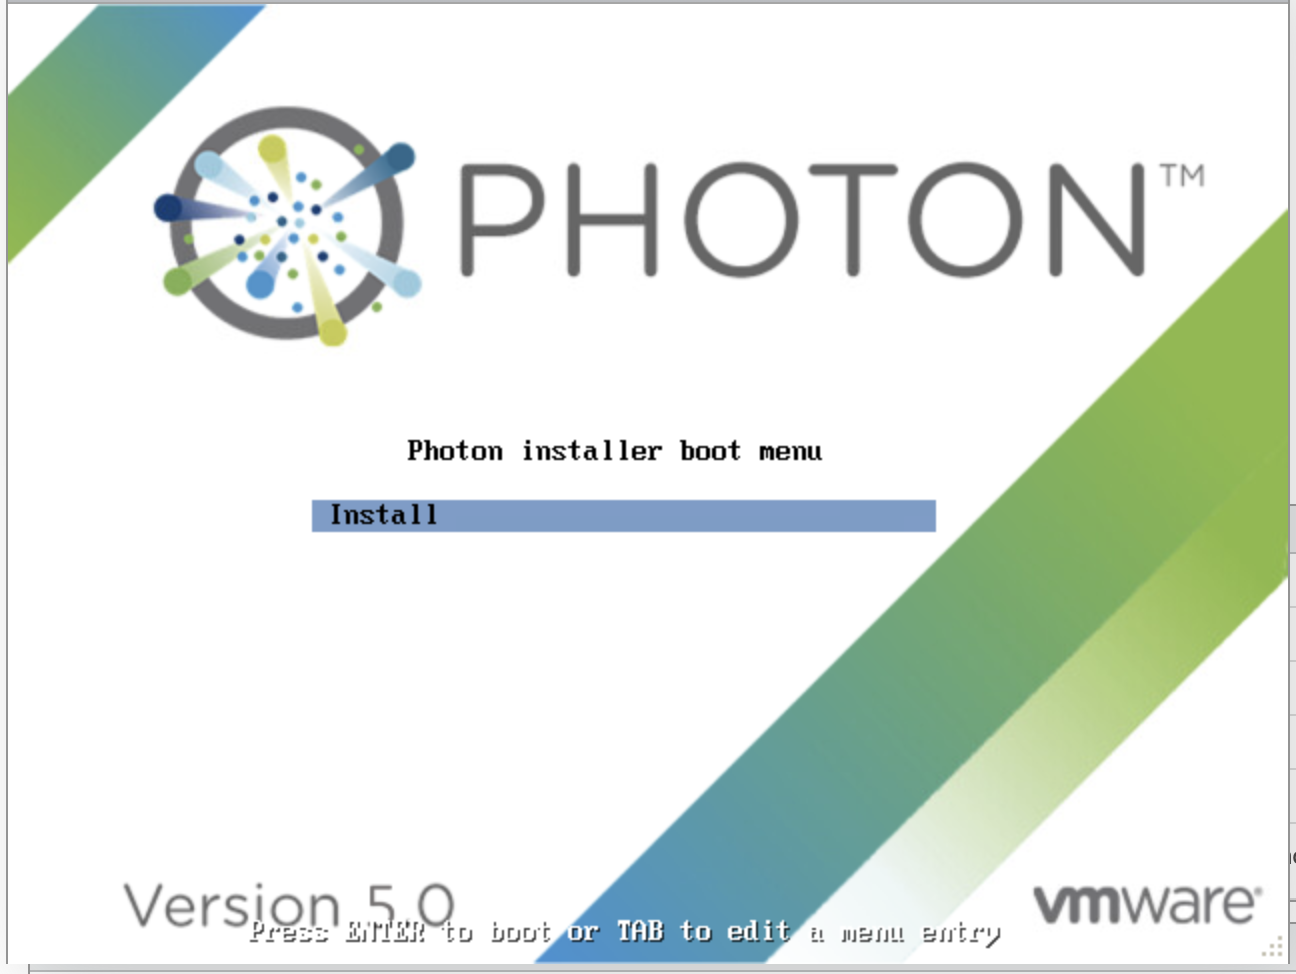 PHOTON™
Photon installer boot menu
Install
Version 5.0
Press ENTER to boot or TAB to edit a menu entry
vmware®